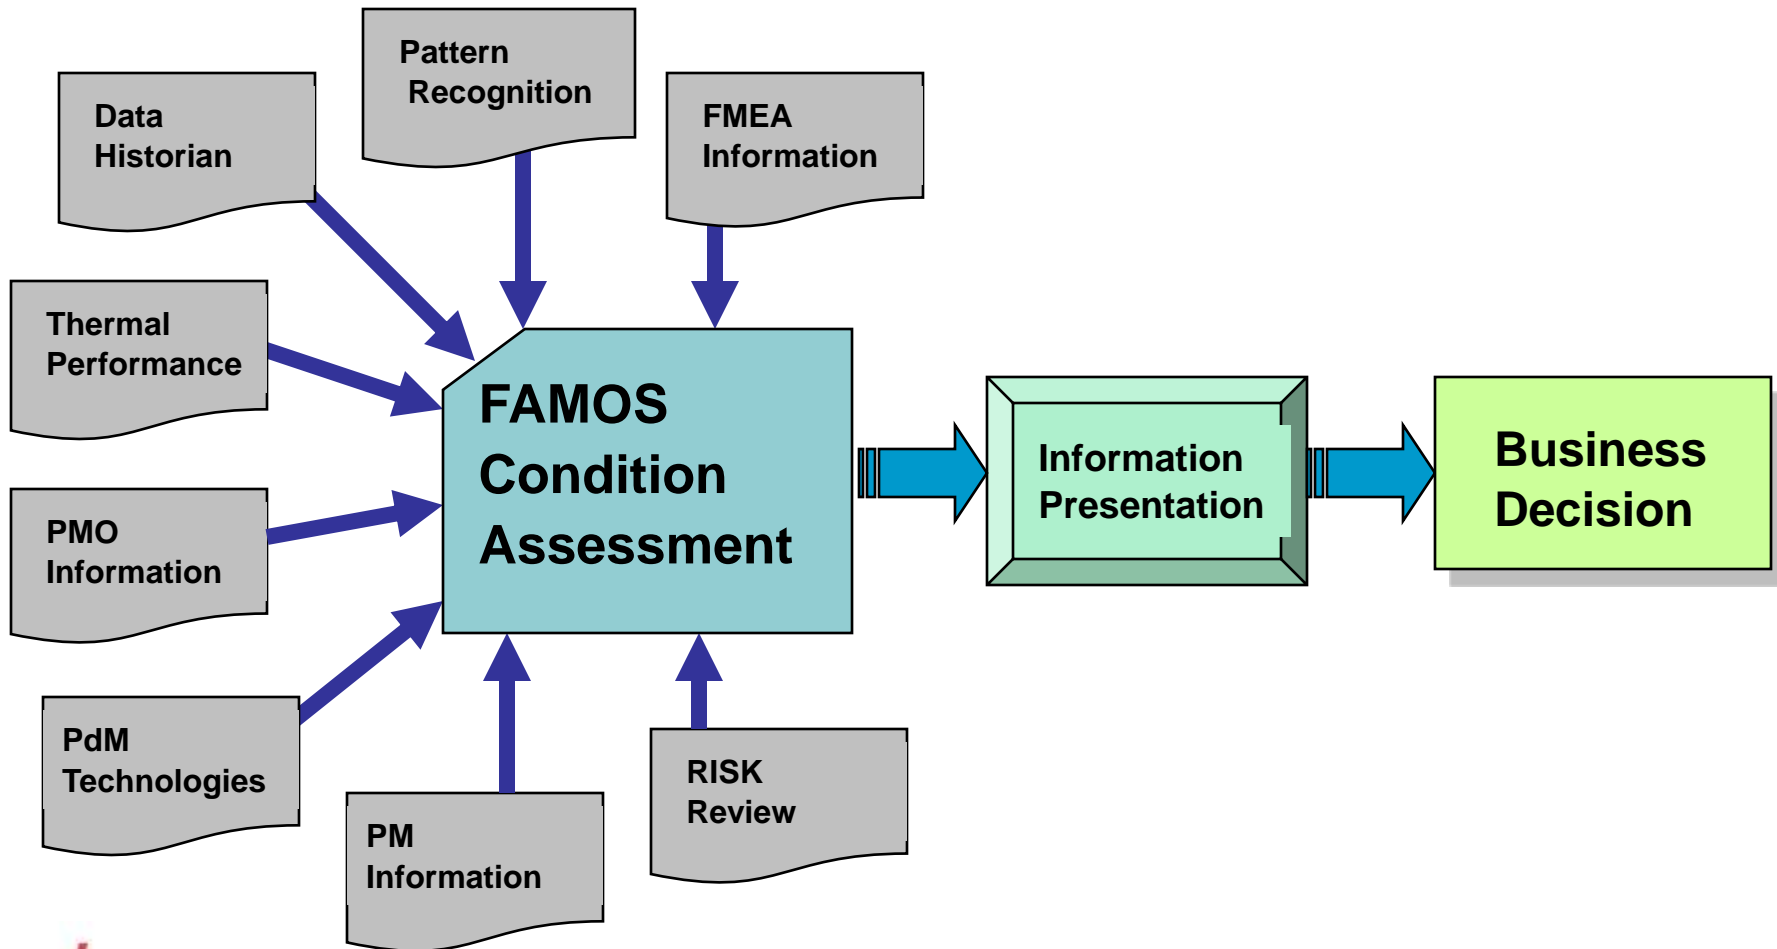 Pattern
Recognition
Data
Historian
FMEA
Information
Thermal
Performance
FAMOS
Condition
Assessment
Information
Presentation
Business
Decision
PMO
Information
PdM
Technologies
PM
Information
RISK
Review